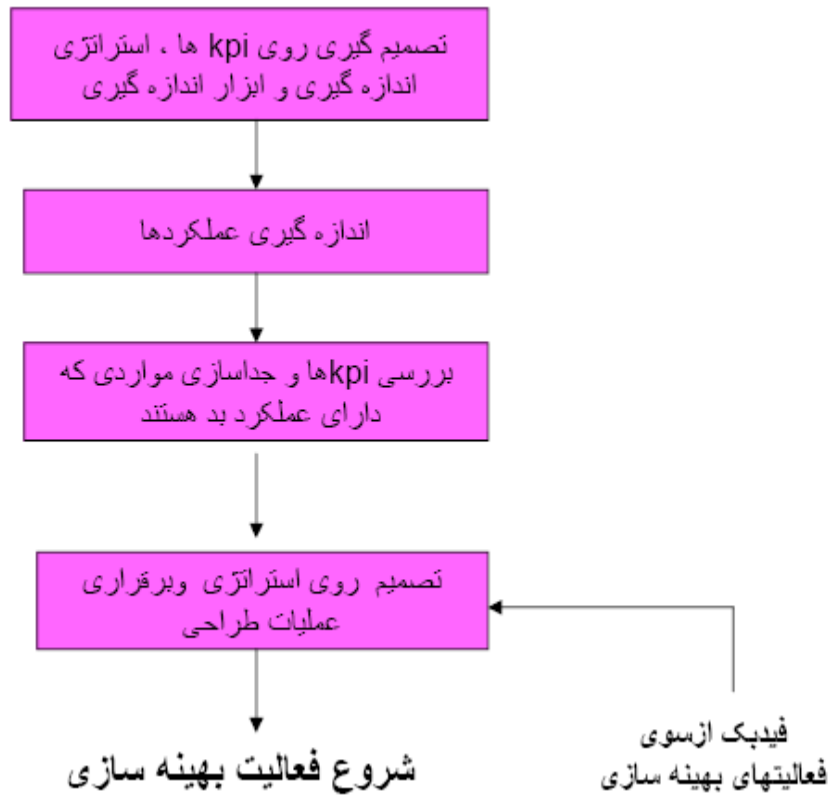 تصمیم گیری روی kpi ها ، استراتژی
اندازه گیری و ابزار اندازه گیری
اندازه گیری عملکردها
بررسی kpiها و جداسازی مواردی که
دارای عملکرد بد هستند
تصمیم روی استراتژی وبرقراری
عملیات طراحی
شروع فعالیت بهینه سازی
فیدبک ازسوی
فعالیتهای بهینه سازی